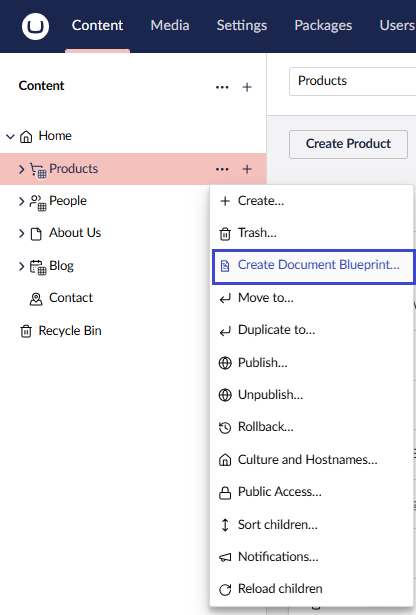 Content Media Settings Packages Users
Content
Products
Home
Create Product
Products
People
Create...
About Us
Trash...
Blog
Create Document Blueprint...
Contact
Move to...
Recycle Bin
Duplicate to...
Publish...
Unpublish...
Rollback...
Culture and Hostnames...
Public Access...
Sort children...
Notifications...
Reload children